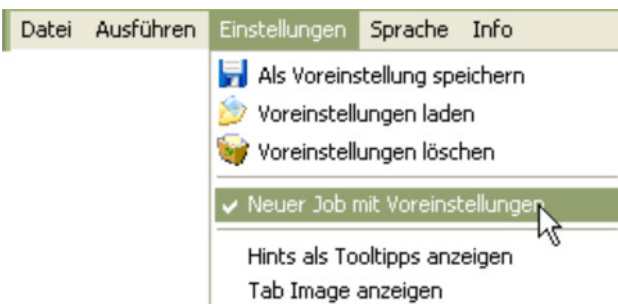 Datei Ausführen Einstellungen Sprache Info
Als Voreinstellung speichern
Voreinstellungen laden
Voreinstellungen löschen
Neuer Job mit Voreinstellungen
Hints als Tooltipps anzeigen
Tab Image anzeigen